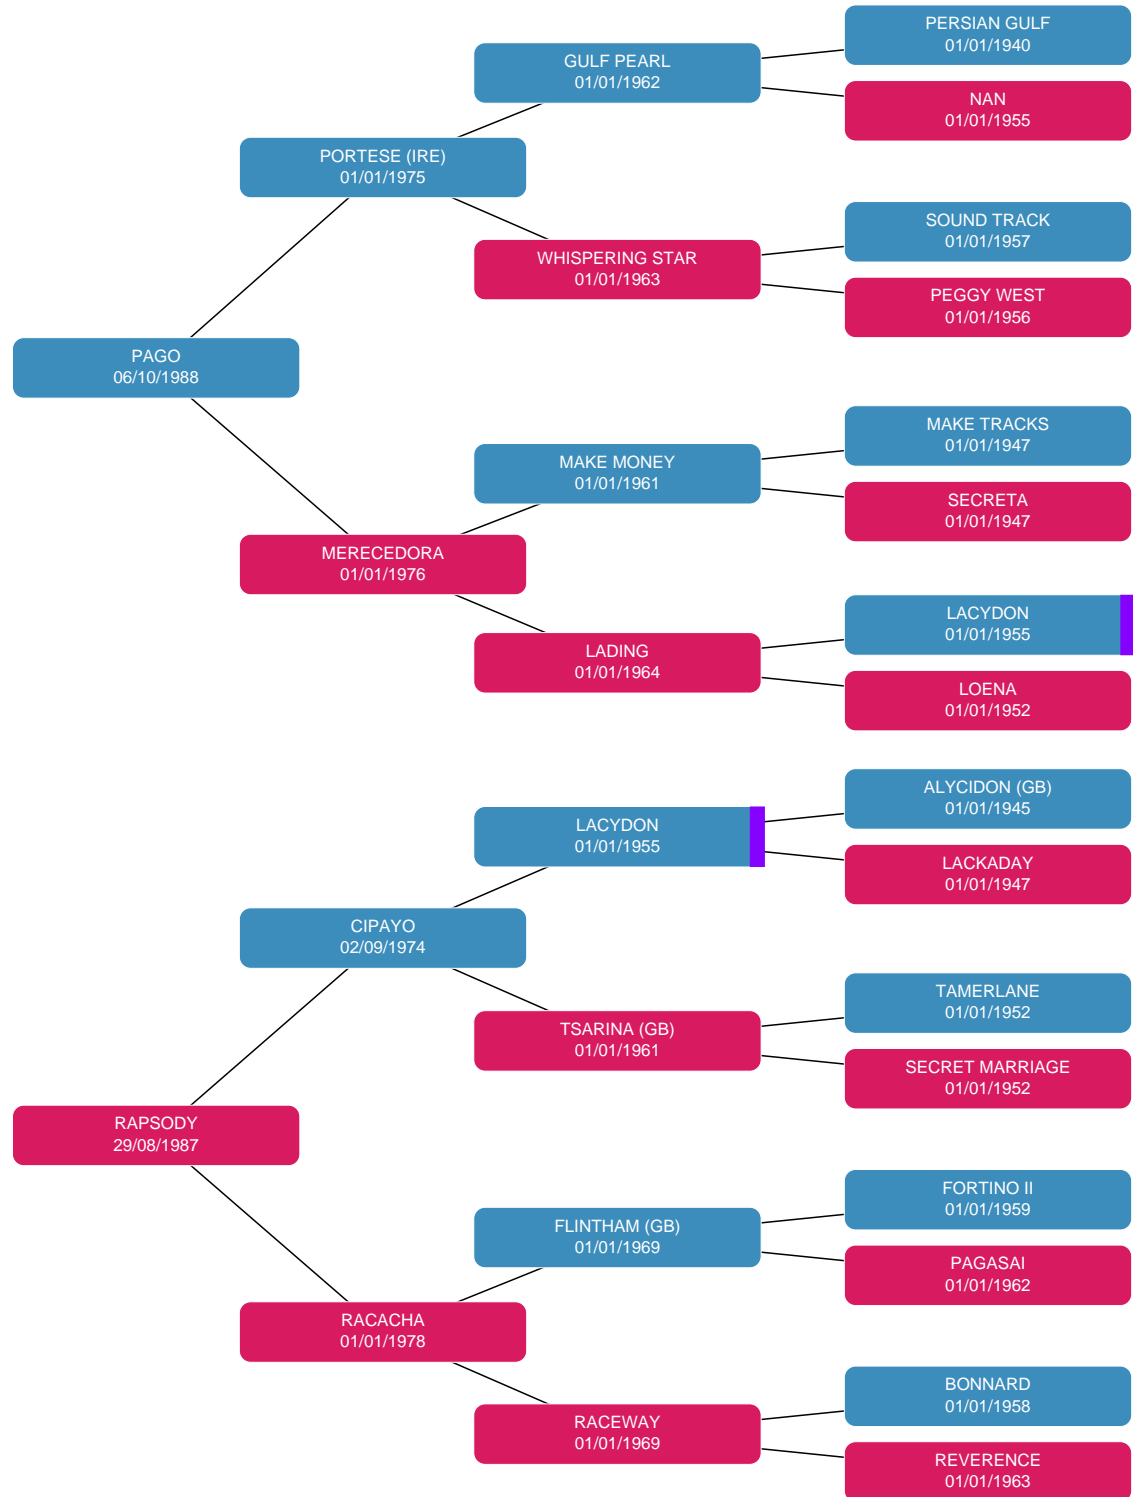 PERSIAN GULF
01/01/1940
GULF PEARL
01/01/1962
NAN
01/01/1955
PORTESE (IRE)
01/01/1975
SOUND TRACK
01/01/1957
WHISPERING STAR
01/01/1963
PEGGY WEST
01/01/1956
PAGO
06/10/1988
MAKE TRACKS
01/01/1947
MAKE MONEY
01/01/1961
SECRETA
01/01/1947
MERECEDORA
01/01/1976
LACYDON
01/01/1955
LADING
01/01/1964
LOENA
01/01/1952
ALYCIDON (GB)
01/01/1945
LACYDON
01/01/1955
LACKADAY
01/01/1947
CIPAYO
02/09/1974
TAMERLANE
01/01/1952
TSARINA (GB)
01/01/1961
SECRET MARRIAGE
01/01/1952
RAPSODY
29/08/1987
FORTINO II
01/01/1959
FLINTHAM (GB)
01/01/1969
PAGASAI
01/01/1962
RACACHA
01/01/1978
BONNARD
01/01/1958
RACEWAY
01/01/1969
REVERENCE
01/01/1963